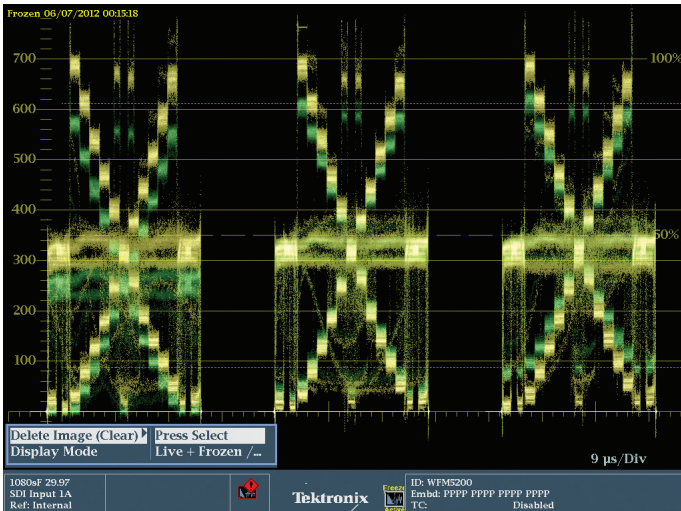 Frozen 06/07/2012 00:15:18
700
100%
600
500
400
50%
300
200
100
Delete Image (Clear) Press Select
Display Mode Live + Frozen /...
9 µs/Div
1080sF 29.97
SDI Input 1A
Ref: Internal
Tektronix
Freeze
Active
ID: WFM5200
Embd: PPPP PPPP PPPP PPPP
TC: Disabled